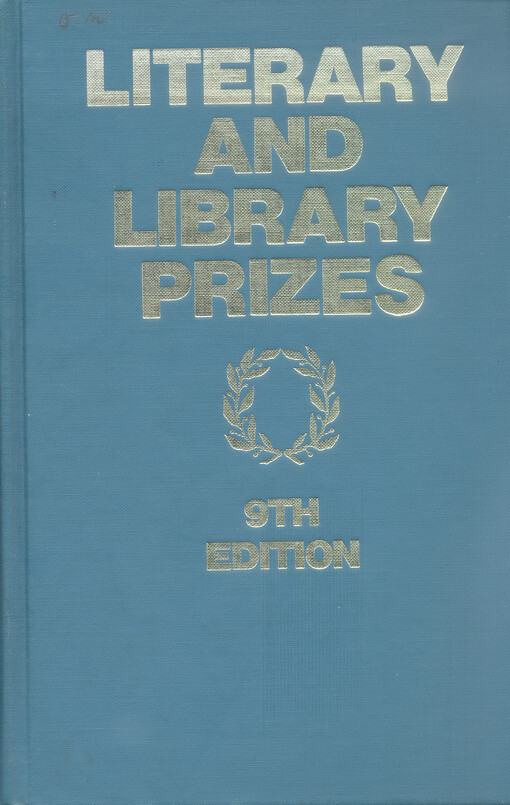 LITERARY
AND
LIBRARY
PRIZES
9TH
EDITION